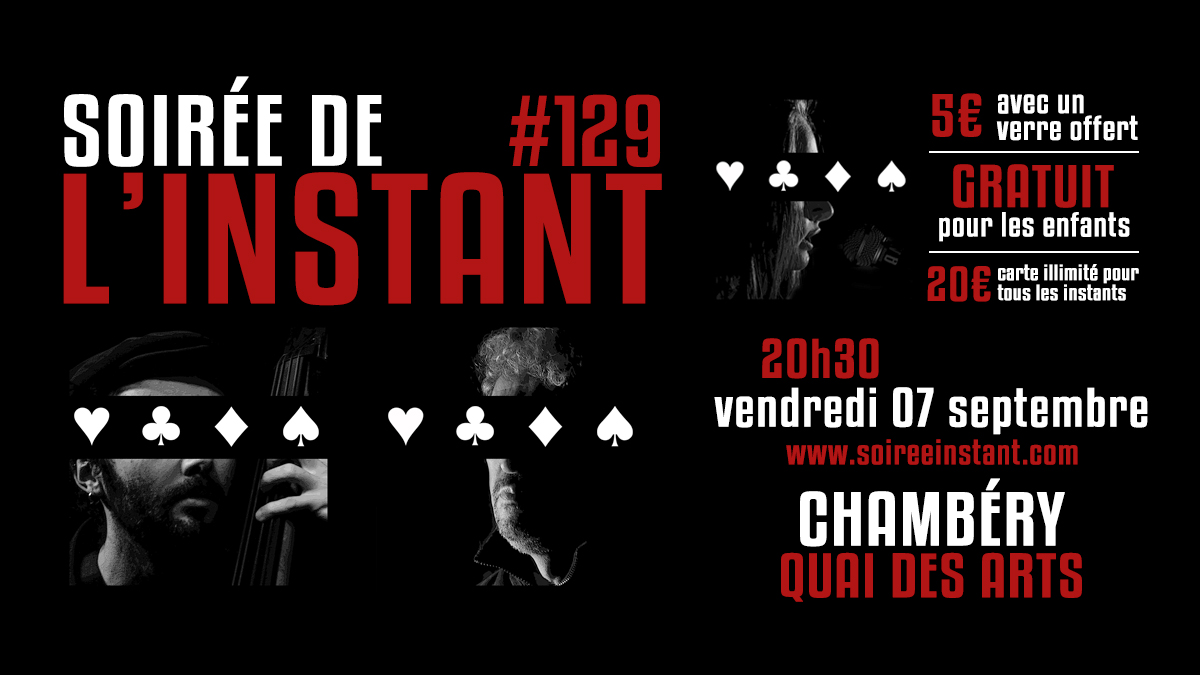 SOIRÉE DE #129
L'INSTANT
5€ avec un
verre offert
GRATUIT
pour les enfants
20€ carte illimité pour
tous les instants
20h30
vendredi 07 septembre
www.soireeinstant.com
CHAMBÉRY
QUAI DES ARTS